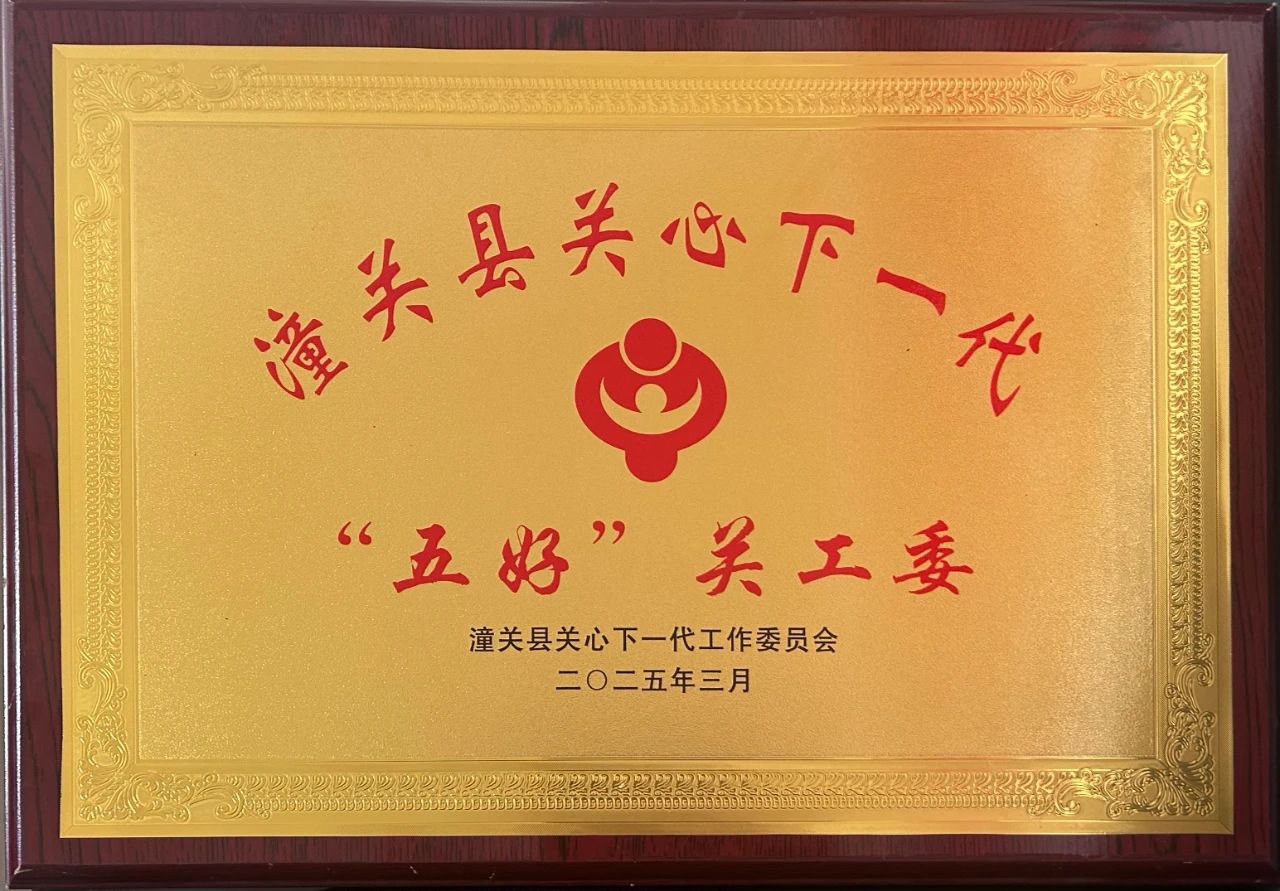 潼关县关心下一代
“五好”关工委
潼关县关心下一代工作委员会
二〇二五年三月